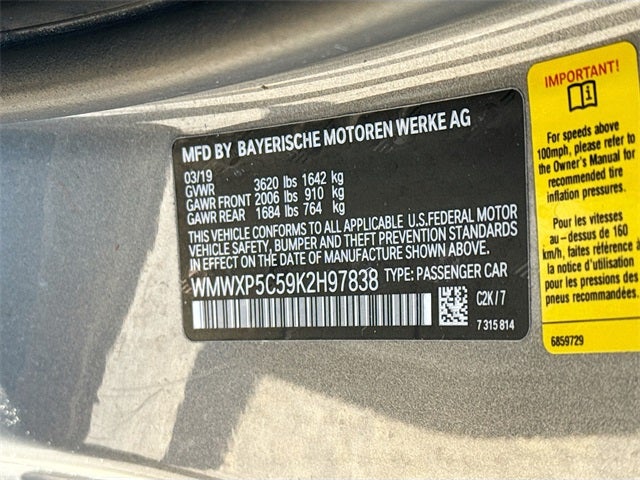 MFD BY BAYERISCHE MOTOREN WERKE AG
03/19
GVWR 3620 lbs 1642 kg
GAWR FRONT 2006 lbs 910 kg
GAWR REAR 1684 lbs 764 kg
THIS VEHICLE CONFORMS TO ALL APPLICABLE U.S.FEDERAL MOTOR
VEHICLE SAFETY, BUMPER AND THEFT PREVENTION STANDARDS
IN EFFECT ON THE DATE OF MANUFACTURE SHOWN ABOVE.
WMWXP5C59K2H97838 TYPE: PASSENGER CAR
C2K / 7
7 315 814
IMPORTANT!
For speeds above
100mph, please refer to
the Owner's Manual for
recommended tire
inflation pressures.
Pour les vitesses
au-dessus de 160
km/h, faites référence à
la notice d'utilisation
pour les pressions de
pneus recommandées.
6859729